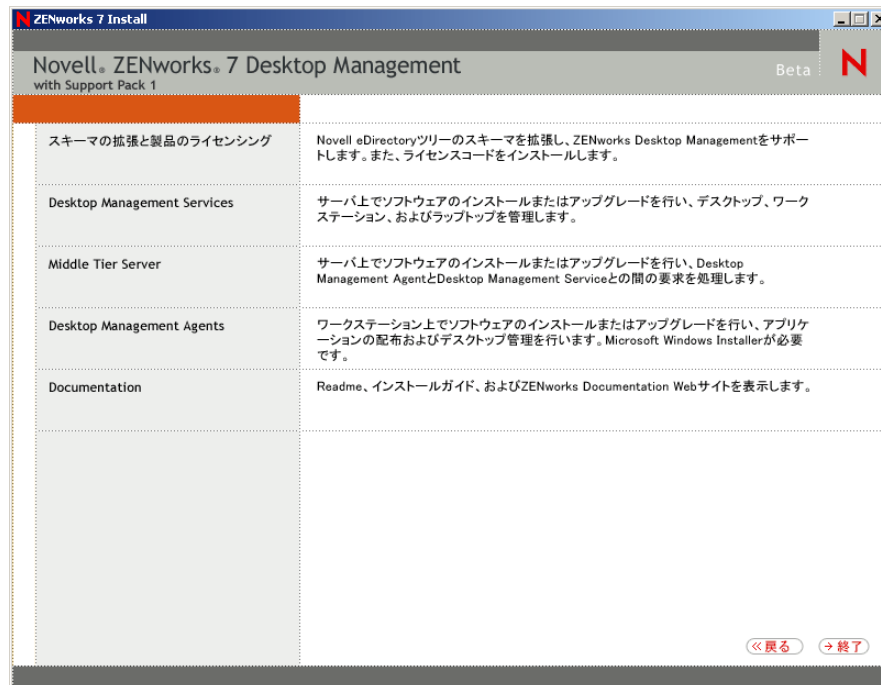 ZENworks 7 Install
Novell® ZENworks® 7 Desktop Management
with Support Pack 1
Beta
N
スキーマの拡張と製品のライセンシング
Novell eDirectoryツリーのスキーマを拡張し、ZENworks Desktop Managementをサポー
トします。また、ライセンスコードをインストールします。
Desktop Management Services
サーバ上でソフトウェアのインストールまたはアップグレードを行い、デスクトップ、ワーク
ステーション、およびラップトップを管理します。
Middle Tier Server
サーバ上でソフトウェアのインストールまたはアップグレードを行い、Desktop
Management AgentとDesktop Management Serviceとの間の要求を処理します。
Desktop Management Agents
ワークステーション上でソフトウェアのインストールまたはアップグレードを行い、アプリケ
ーションの配布およびデスクトップ管理を行います。Microsoft Windows Installerが必要
です。
Documentation
Readme、インストールガイド、およびZENworks Documentation Webサイトを表示します。
戻る
終了